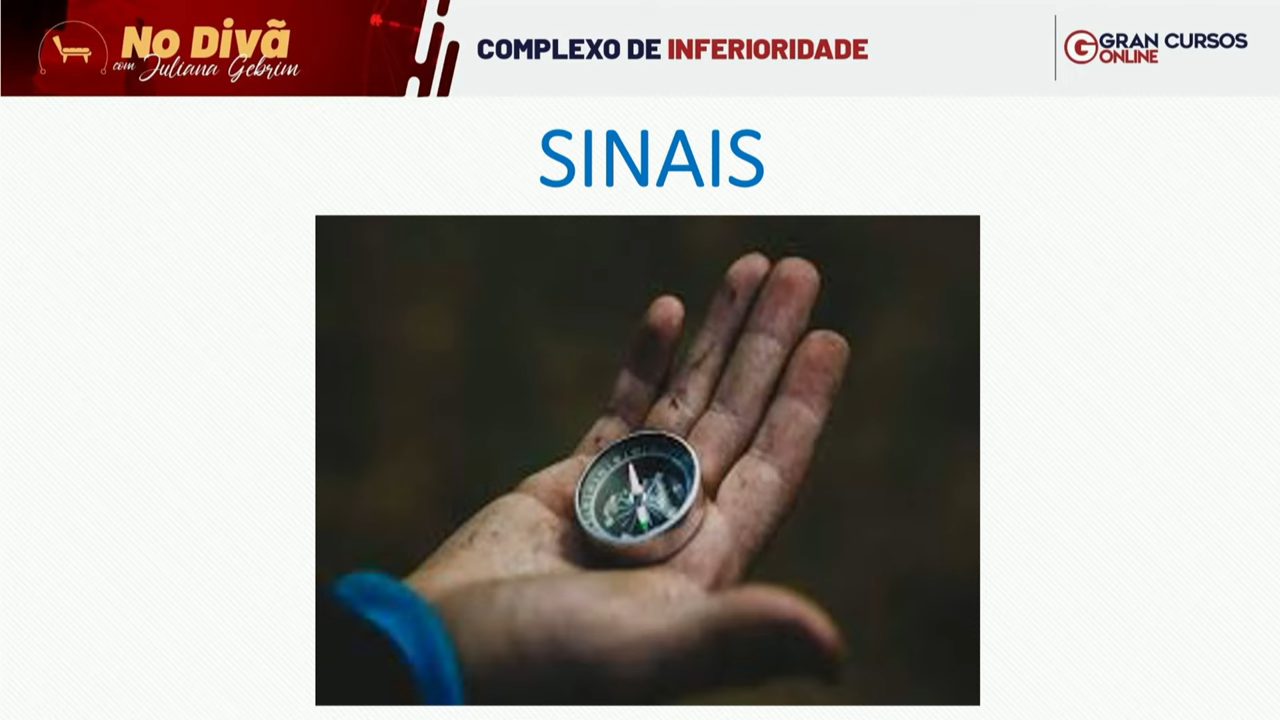 No Divã
com Juliana Gebrim
COMPLEXO DE INFERIORIDADE
GRAN CURSOS
ONLINE
SINAIS